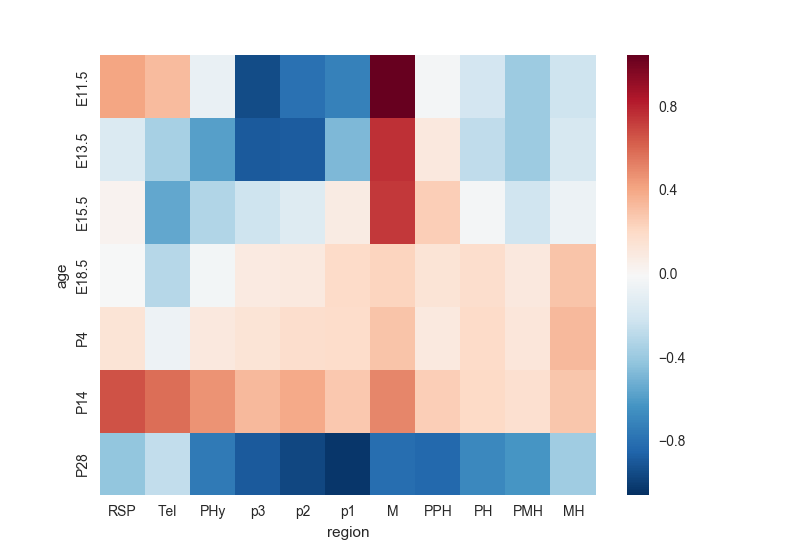 E11.5
E13.5
E15.5
E18.5
P4
P14
P28
age
RSP Tel PHy p3 p2 p1 M PPH PH PMH MH
region
0.8
0.4
0.0
−0.4
−0.8